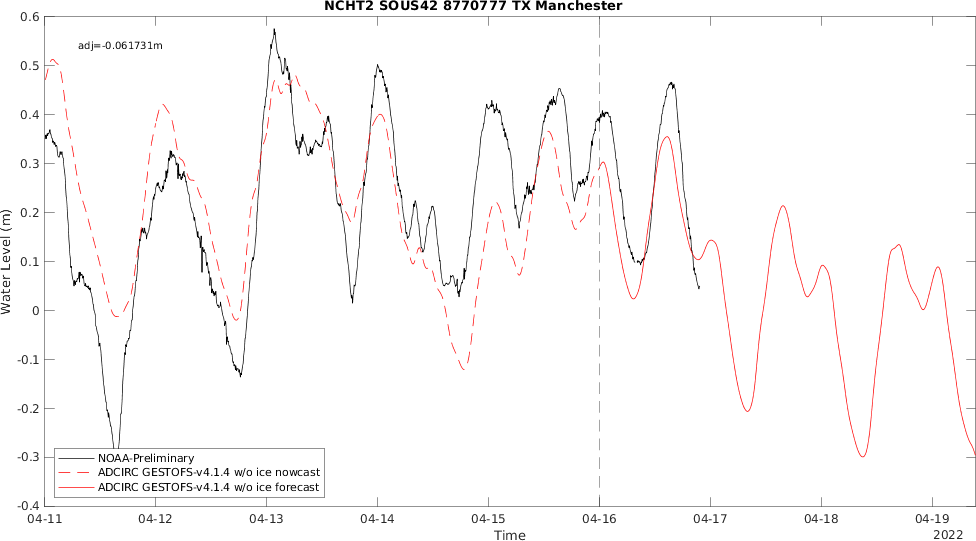 NCHT2 SOUS42 8770777 TX Manchester
adj=-0.061731m
0.6
0.5
0.4
0.3
0.2
0.1
0
-0.1
-0.2
-0.3
-0.4
Water Level (m)
NOAA-Preliminary
ADCIRC GESTOFS-v4.1.4 w/o ice nowcast
ADCIRC GESTOFS-v4.1.4 w/o ice forecast
04-11 04-12 04-13 04-14 04-15 04-16 04-17 04-18 04-19
Time
2022